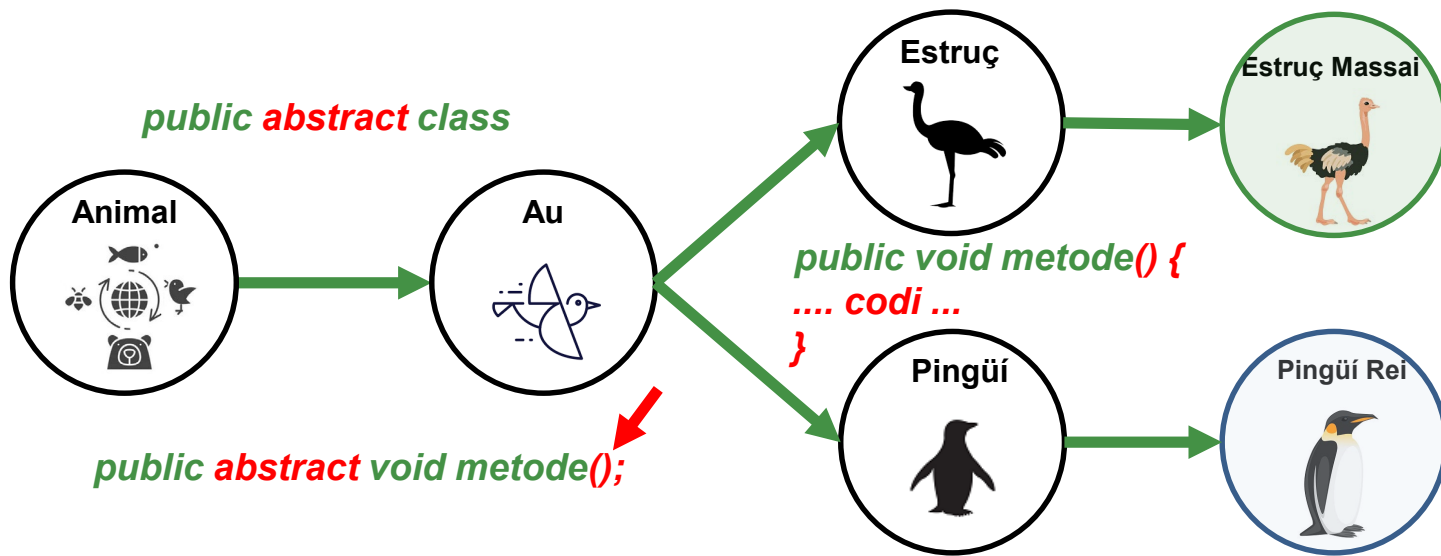 Estruç
Estruç Massai
public abstract class
Animal
Au
public void metode() {
.... codi ...
}
Pingüí
Pingüí Rei
public abstract void metode();